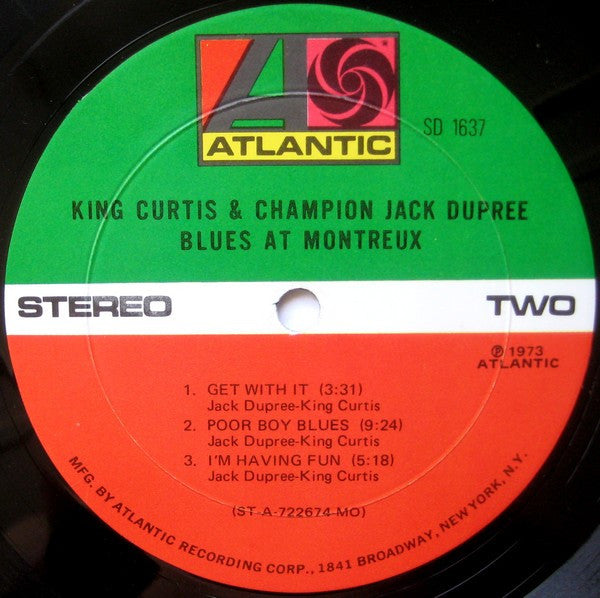 ATLANTIC
SD 1637
KING CURTIS & CHAMPION JACK DUPREE
BLUES AT MONTREUX
STEREO
TWO
℗ 1973
ATLANTIC
1. GET WITH IT (3:31)
Jack Dupree-King Curtis
2. POOR BOY BLUES (9:24)
Jack Dupree-King Curtis
3. I'M HAVING FUN (5:18)
Jack Dupree-King Curtis
(ST-A-722674-MO)
MFG. BY ATLANTIC RECORDING CORP., 1841 BROADWAY, NEW YORK, N.Y.